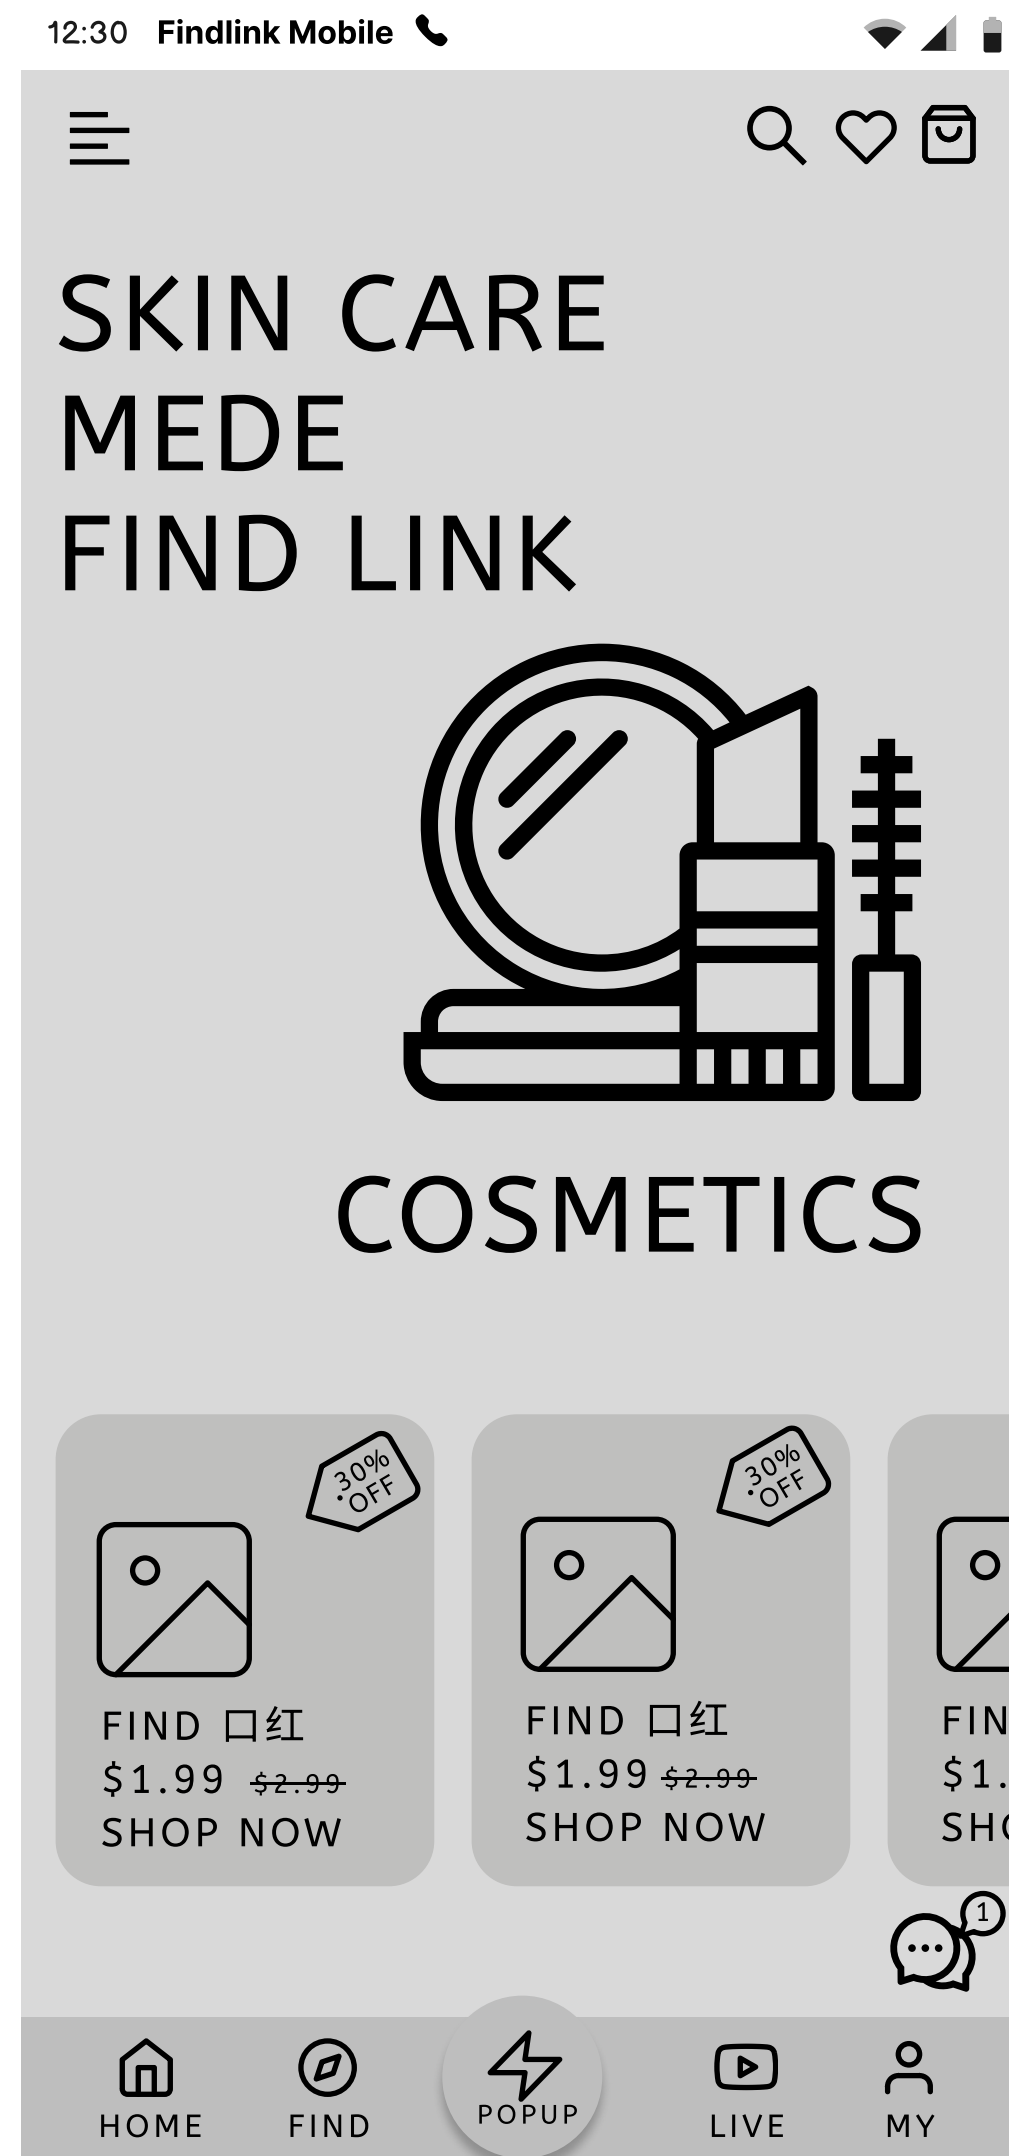 12:30 Findlink Mobile
SKIN CARE
MEDE
FIND LINK
COSMETICS
30%
OFF
30%
OFF
FIND 口红
$1.99 $2.99
SHOP NOW
FIND 口红
$1.99 $2.99
SHOP NOW
FIN
$1.
SHO
1
HOME
FIND
POPUP
LIVE
MY